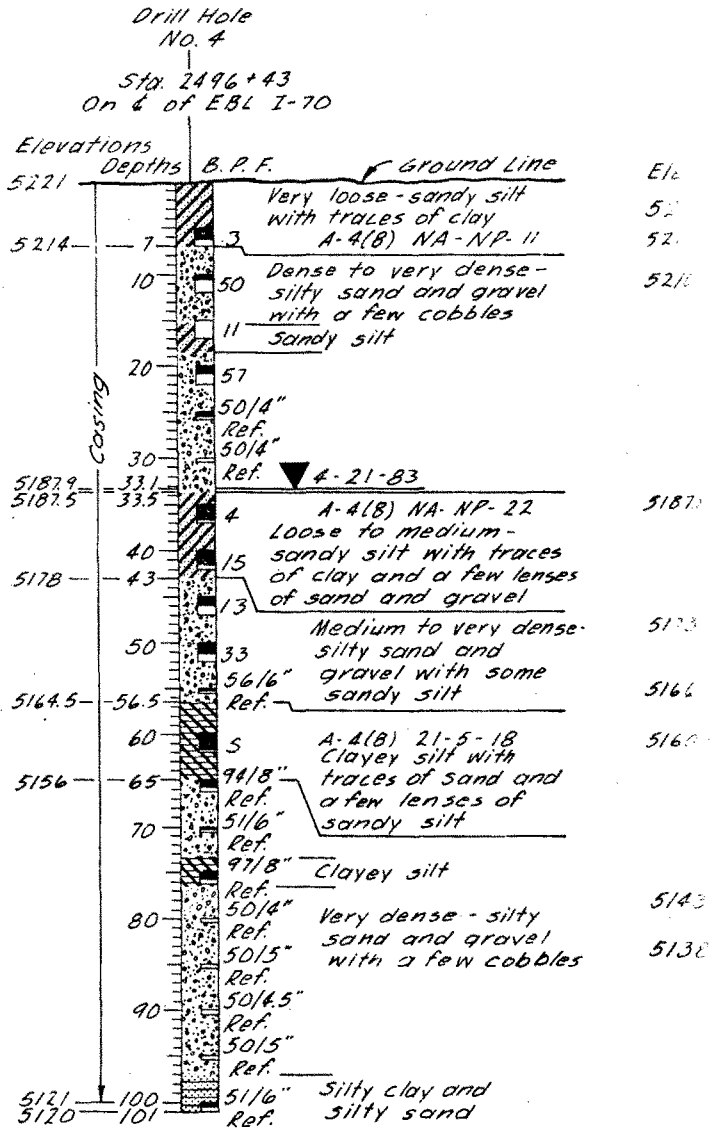 Drill Hole
No. 4
Sta. 2496+43
On ℄ of EBL I-70
Elevations
Depths B.P.F. Ground Line
5221
Very loose-sandy silt
with traces of clay
5214 7 3 A-4(8) NA-NP-11
10 50 Dense to very dense-
silty sand and gravel
with a few cobbles
11 Sandy silt
20 57
50/4"
Ref.
50/4"
30 Ref.
Casing
5187.9 33.1 4-21-83
5187.5 33.5
4 A-4(8) NA-NP-22
Loose to medium-
40 sandy silt with traces
15 of clay and a few lenses
5178 43 of sand and gravel
13
Medium to very dense-
50 33 silty sand and
gravel with some
56/6" sandy silt
5164.5 56.5 Ref.
60 S A-4(8) 21-5-18
Clayey silt with
5156 65 94/8" traces of sand and
Ref. a few lenses of
70 51/6" sandy silt
Ref.
97/8" Clayey silt
Ref.
80 50/4" Very dense-silty
Ref. sand and gravel
50/5" with a few cobbles
Ref.
90 50/4.5"
Ref.
50/5"
Ref.
5121 100 51/6" Silty clay and
5120 101 Ref. silty sand
5143